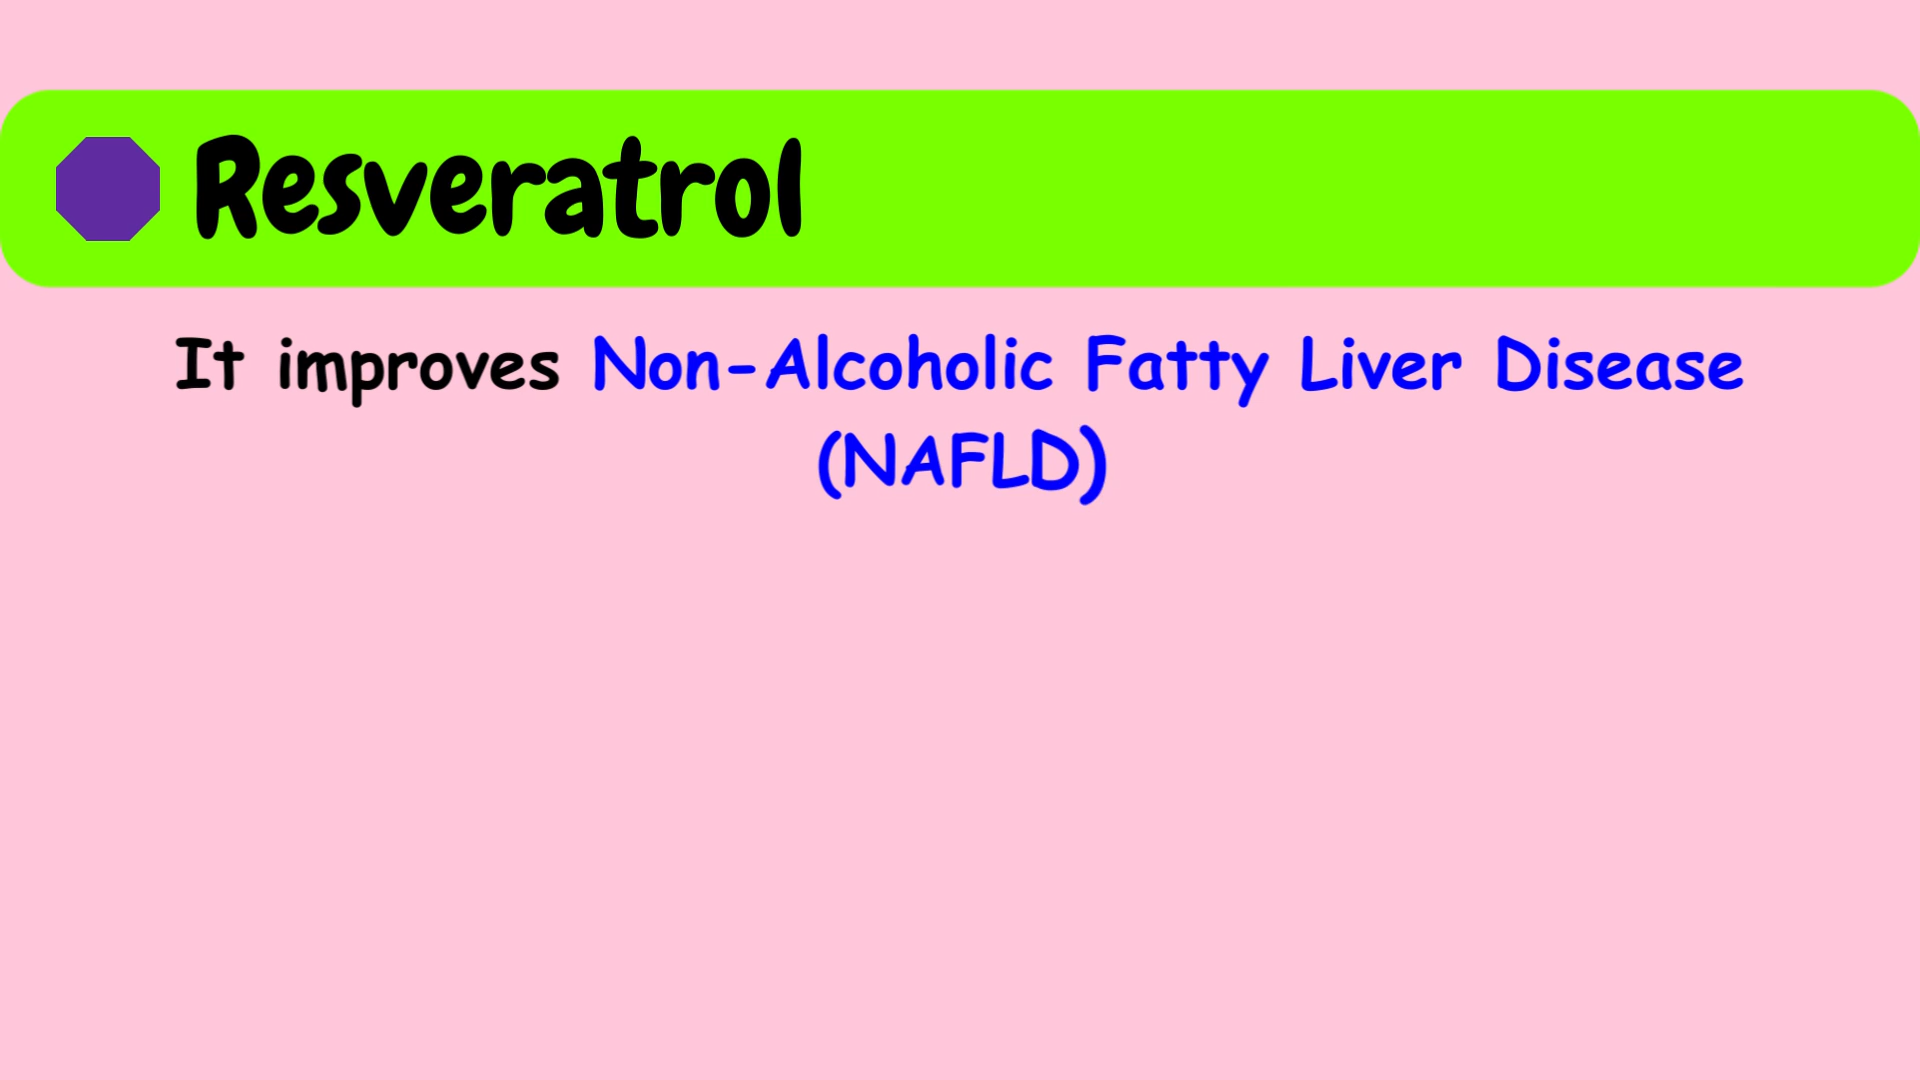 Resveratrol
It improves Non-Alcoholic Fatty Liver Disease
(NAFLD)